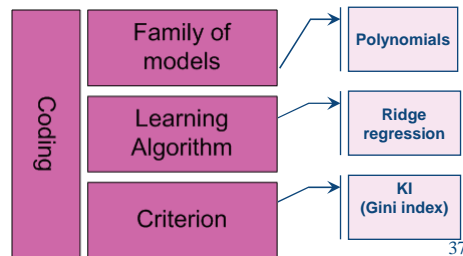 Coding
Family of
models
Polynomials
Learning
Algorithm
Ridge
regression
Criterion
KI
(Gini index)
37